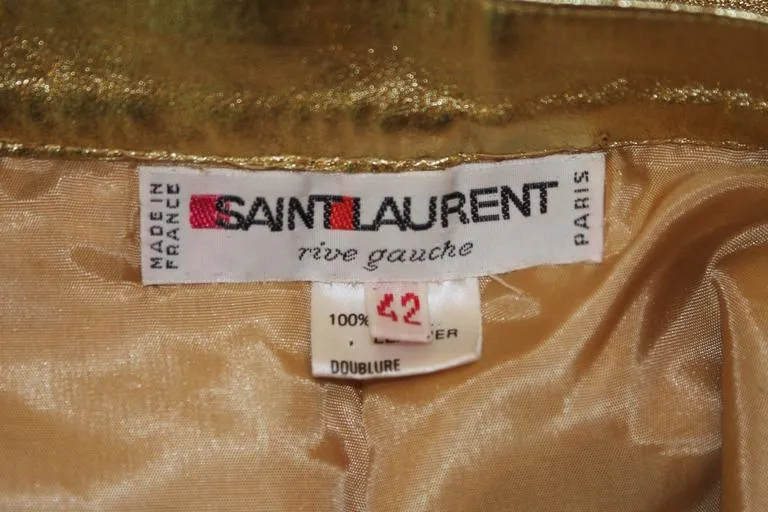 MADE IN
FRANCE
SAINT LAURENT
rive gauche
PARIS
42
100%
DOUBLURE